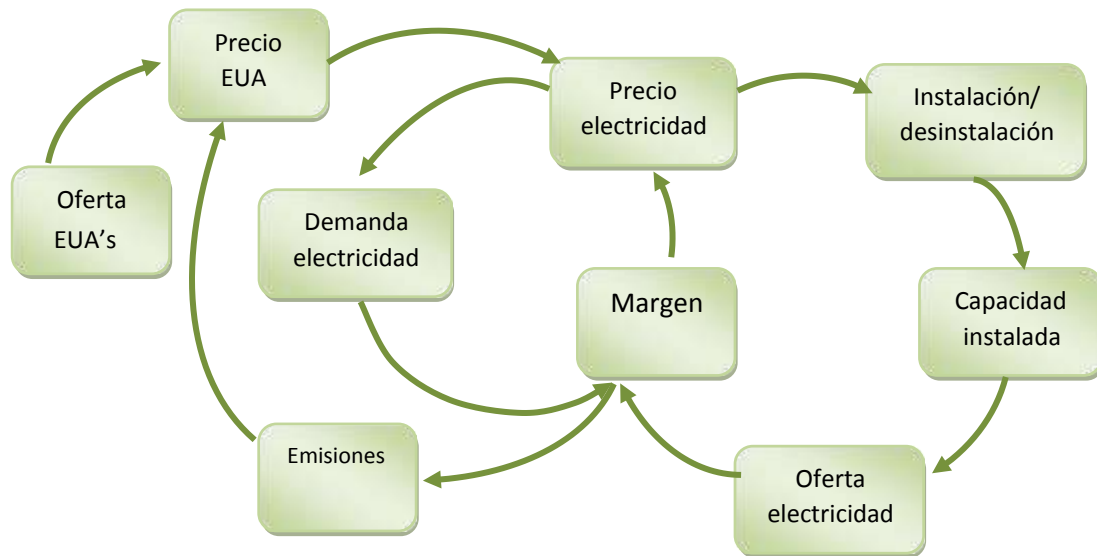 Precio
EUA
Precio
electricidad
Instalación/
desinstalación
Oferta
EUA’s
Demanda
electricidad
Margen
Capacidad
instalada
Emisiones
Oferta
electricidad